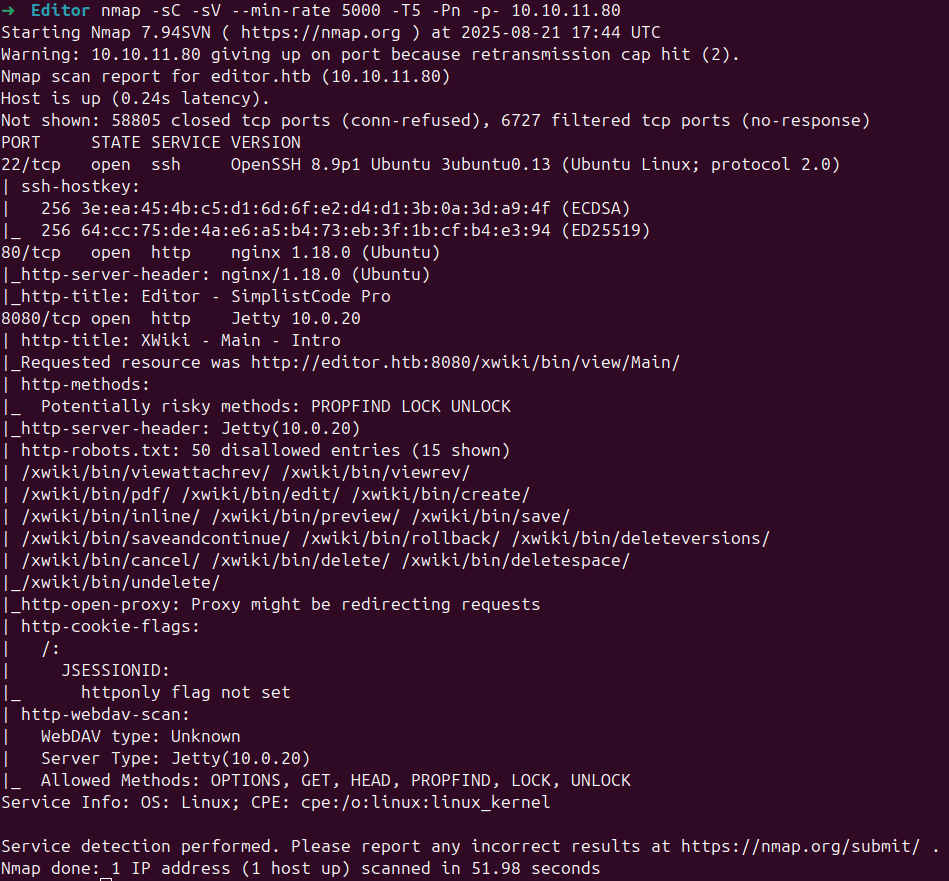 → Editor nmap -sC -sV --min-rate 5000 -T5 -Pn -p- 10.10.11.80
Starting Nmap 7.94SVN ( https://nmap.org ) at 2025-08-21 17:44 UTC
Warning: 10.10.11.80 giving up on port because retransmission cap hit (2).
Nmap scan report for editor.htb (10.10.11.80)
Host is up (0.24s latency).
Not shown: 58805 closed tcp ports (conn-refused), 6727 filtered tcp ports (no-response)
PORT     STATE SERVICE VERSION
22/tcp   open  ssh     OpenSSH 8.9p1 Ubuntu 3ubuntu0.13 (Ubuntu Linux; protocol 2.0)
| ssh-hostkey:
|   256 3e:ea:45:4b:c5:d1:6d:6f:e2:d4:d1:3b:0a:3d:a9:4f (ECDSA)
|_  256 64:cc:75:de:4a:e6:a5:b4:73:eb:3f:1b:cf:b4:e3:94 (ED25519)
80/tcp   open  http    nginx 1.18.0 (Ubuntu)
|_http-server-header: nginx/1.18.0 (Ubuntu)
|_http-title: Editor - SimplistCode Pro
8080/tcp open  http    Jetty 10.0.20
| http-title: XWiki - Main - Intro
|_Requested resource was http://editor.htb:8080/xwiki/bin/view/Main/
| http-methods:
|_  Potentially risky methods: PROPFIND LOCK UNLOCK
|_http-server-header: Jetty(10.0.20)
| http-robots.txt: 50 disallowed entries (15 shown)
| /xwiki/bin/viewattachrev/ /xwiki/bin/viewrev/
| /xwiki/bin/pdf/ /xwiki/bin/edit/ /xwiki/bin/create/
| /xwiki/bin/inline/ /xwiki/bin/preview/ /xwiki/bin/save/
| /xwiki/bin/saveandcontinue/ /xwiki/bin/rollback/ /xwiki/bin/deleteversions/
| /xwiki/bin/cancel/ /xwiki/bin/delete/ /xwiki/bin/deletespace/
|_/xwiki/bin/undelete/
|_http-open-proxy: Proxy might be redirecting requests
| http-cookie-flags:
|   /:
|     JSESSIONID:
|_      httponly flag not set
| http-webdav-scan:
|   WebDAV type: Unknown
|   Server Type: Jetty(10.0.20)
|_  Allowed Methods: OPTIONS, GET, HEAD, PROPFIND, LOCK, UNLOCK
Service Info: OS: Linux; CPE: cpe:/o:linux:linux_kernel

Service detection performed. Please report any incorrect results at https://nmap.org/submit/ .
Nmap done: 1 IP address (1 host up) scanned in 51.98 seconds